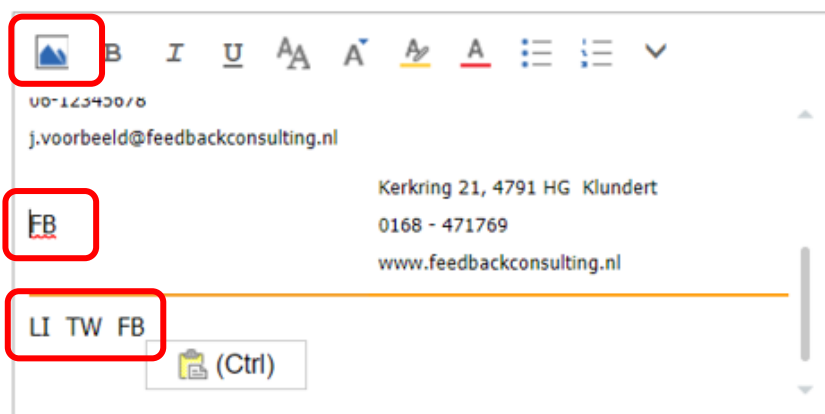 B I U AA A A A
06-12345678
j.voorbeeld@feedbackconsulting.nl
Kerkring 21, 4791 HG Klundert
FB 0168 - 471769
www.feedbackconsulting.nl
LI TW FB
(Ctrl)